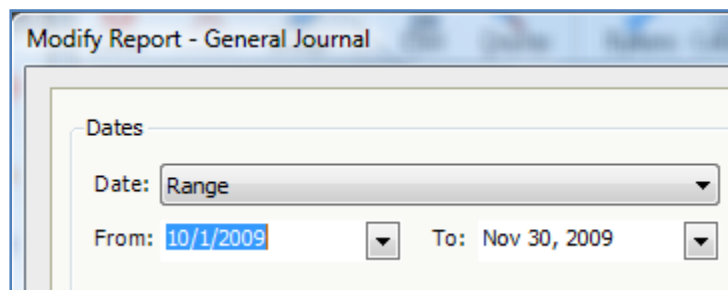 Modify Report - General Journal
Dates
Date: Range
From: 10/1/2009 To: Nov 30, 2009